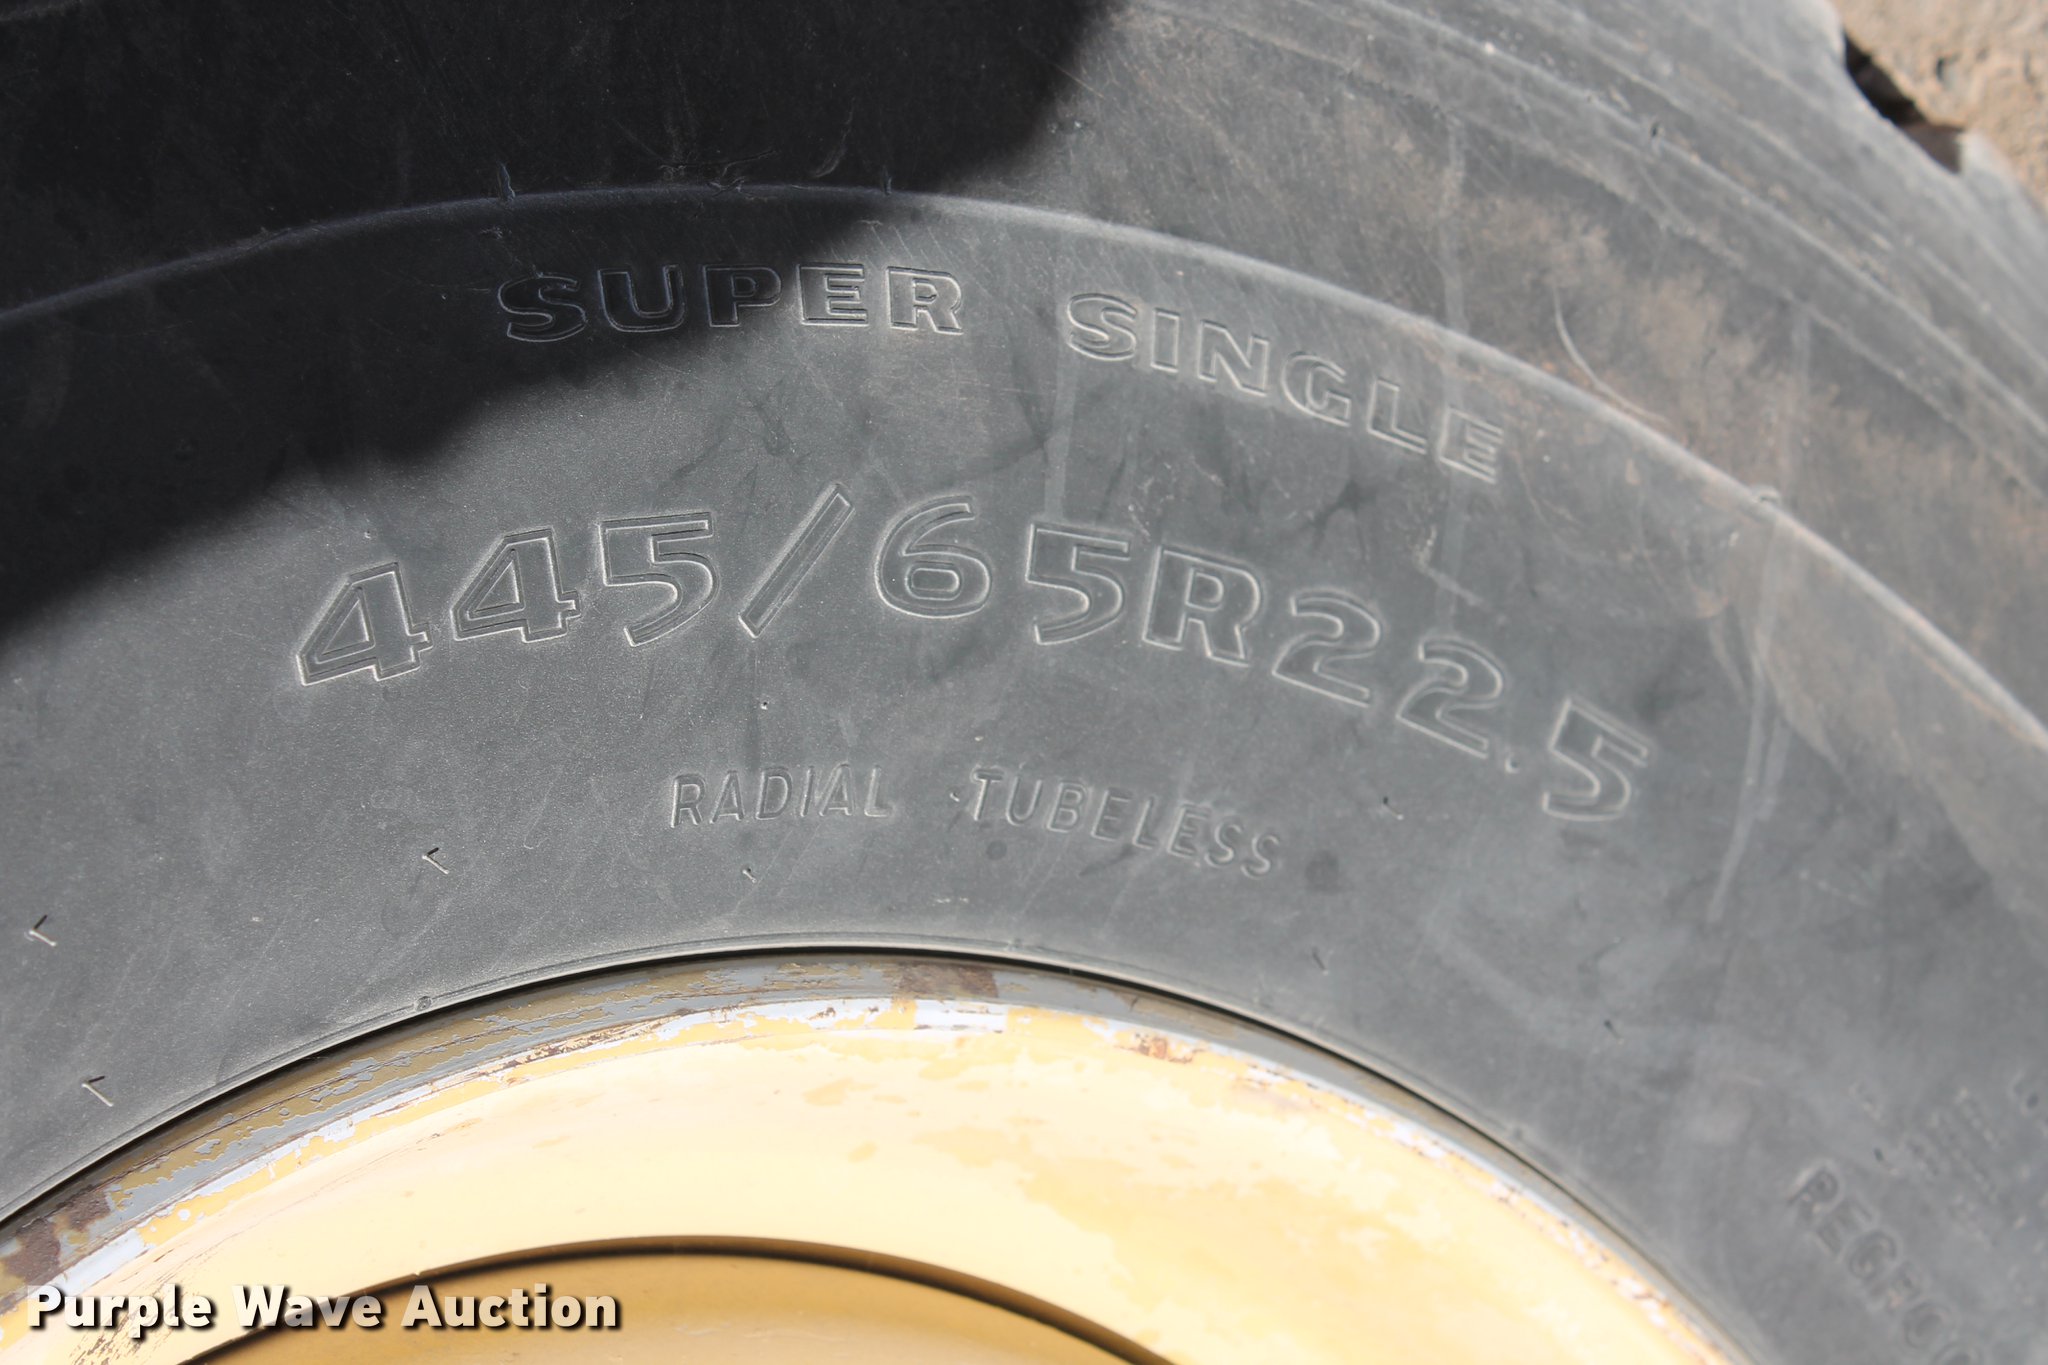 SUPER SINGLE
445/65R22.5
RADIAL TUBELESS
Purple Wave Auction